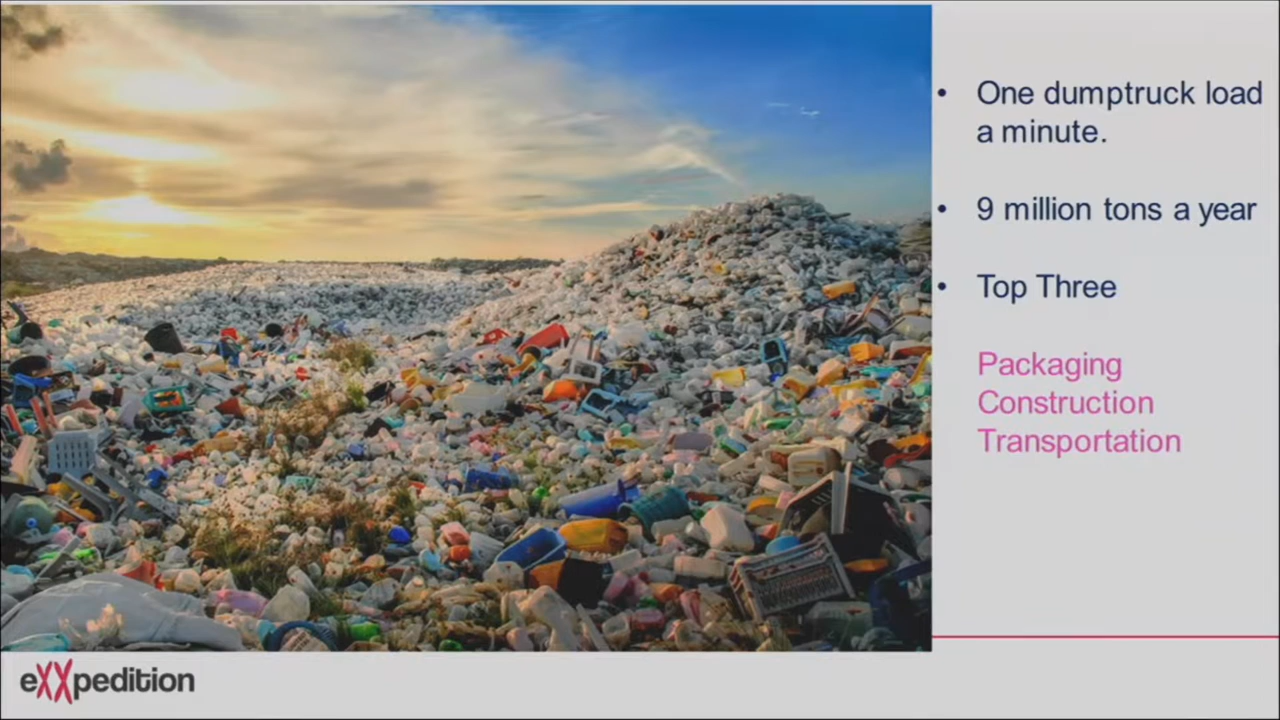 • One dumptruck load
a minute.
• 9 million tons a year
• Top Three
Packaging
Construction
Transportation
eXXpedition